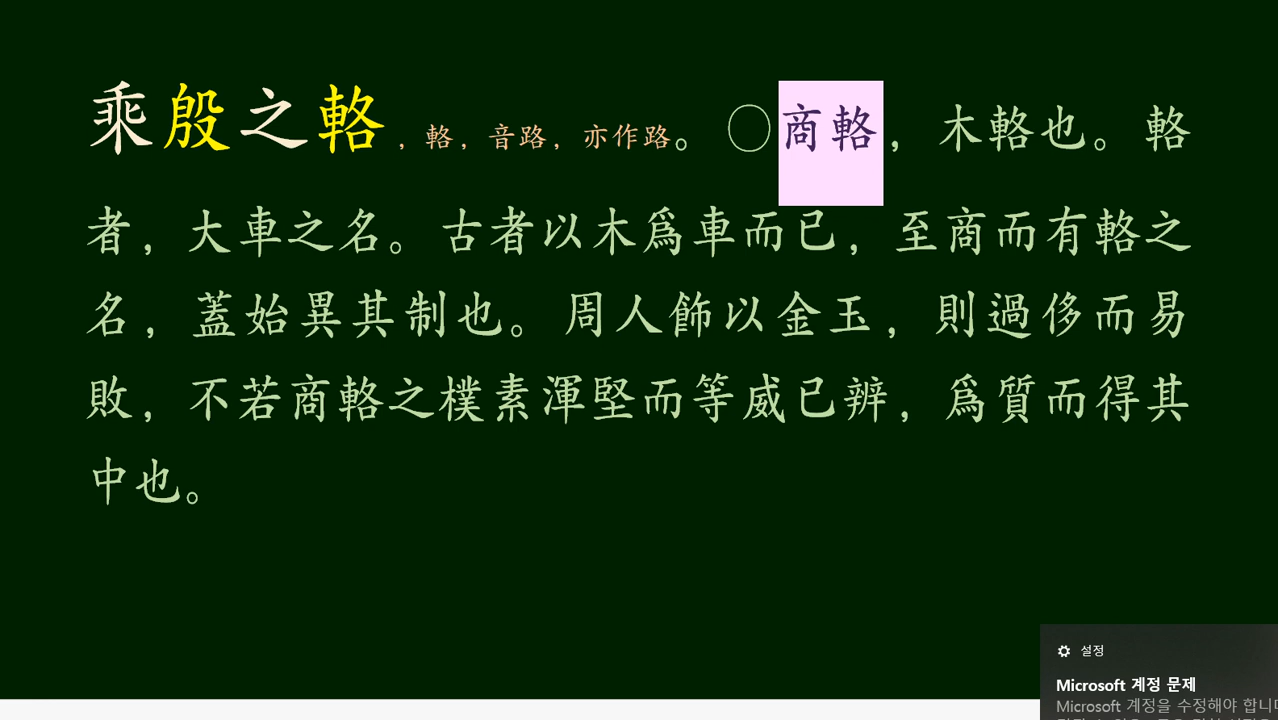 乘殷之輅，輅，音路，亦作路。○商輅，木輅也。輅
者，大車之名。古者以木爲車而已，至商而有輅之
名，蓋始異其制也。周人飾以金玉，則過侈而易
敗，不若商輅之樸素渾堅而等威已辨，爲質而得其
中也。
설정
Microsoft 계정 문제
Microsoft 계정을 수정해야 합니다